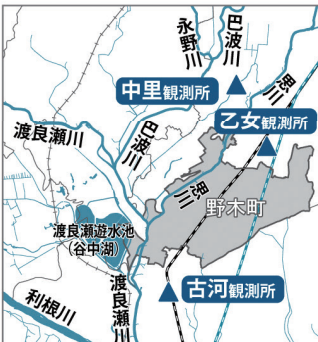 永野川
巴波川
思川
中里観測所
乙女観測所
渡良瀬川
巴波川
思川
野木町
渡良瀬遊水池
(谷中湖)
古河観測所
利根川
渡良瀬川